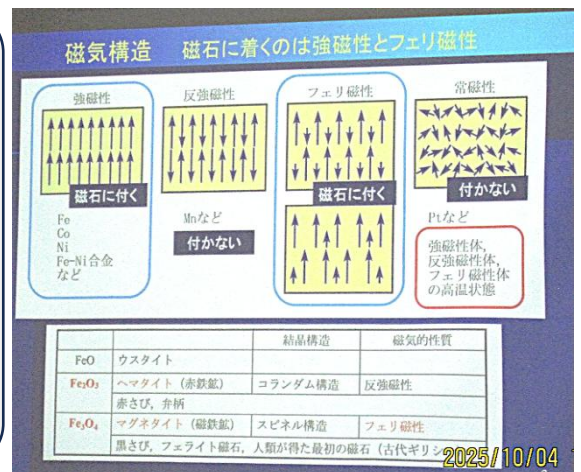 磁気構造 磁石に着くのは強磁性とフェリ磁性
強磁性
磁石に付く
Fe
Co
Ni
Fe-Ni合金
など
反強磁性
Mnなど
付かない
フェリ磁性
磁石に付く
常磁性
付かない
Ptなど
強磁性体,
反強磁性体,
フェリ磁性体
の高温状態
結晶構造 磁気的性質
FeO ウスタイト
Fe₂O₃ ヘマタイト（赤鉄鉱） コランダム構造 反強磁性
赤さび，弁柄
Fe₃O₄ マグネタイト（磁鉄鉱） スピネル構造 フェリ磁性
黒さび，フェライト磁石，人類が得た最初の磁石（古代ギリシ
2025/10/04